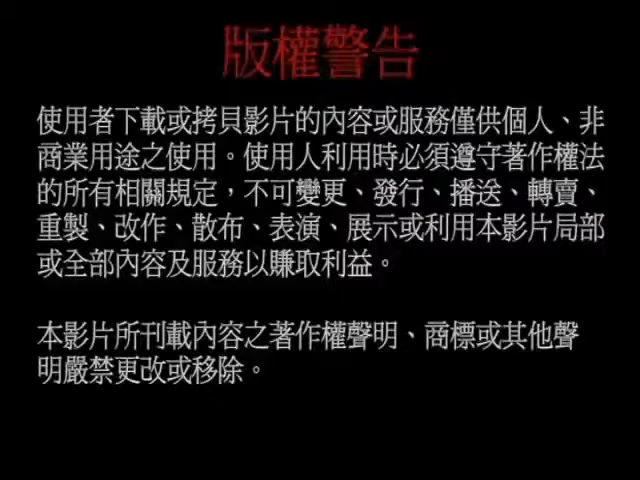 版權警告
使用者下載或拷貝影片的內容或服務僅供個人、非
商業用途之使用。使用人利用時必須遵守著作權法
的所有相關規定，不可變更、發行、播送、轉賣、
重製、改作、散布、表演、展示或利用本影片局部
或全部內容及服務以賺取利益。
本影片所刊載內容之著作權聲明、商標或其他聲
明嚴禁更改或移除。